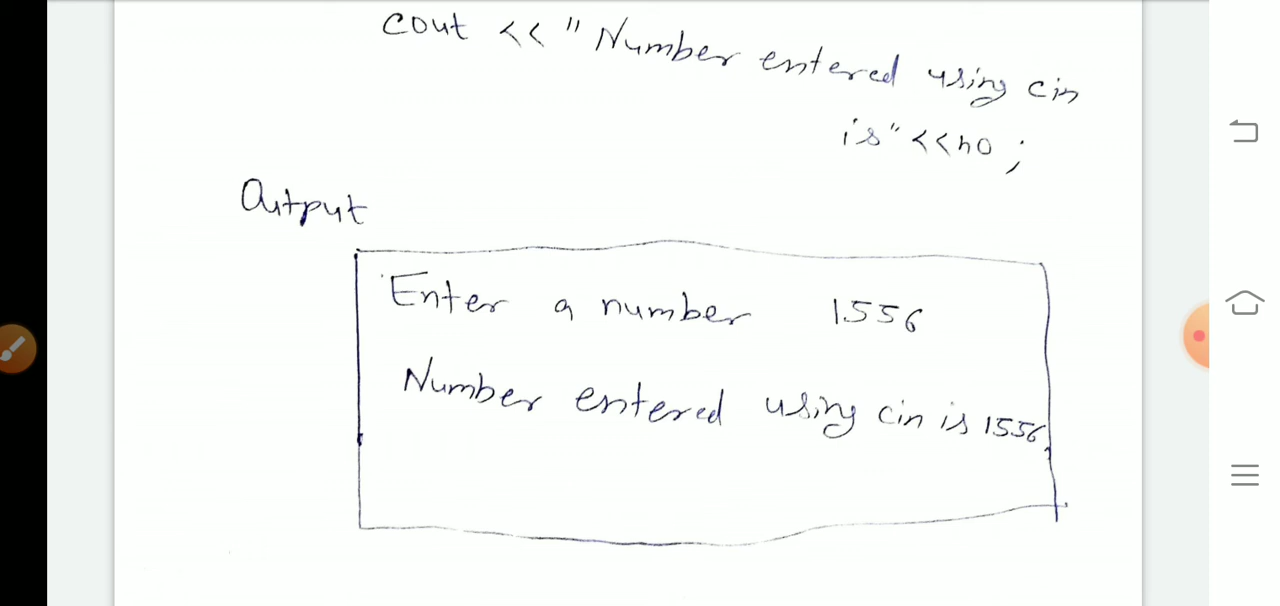 cout << "Number entered using cin
is"<<no;
Output
Enter a number 1556
Number entered using cin is 1556